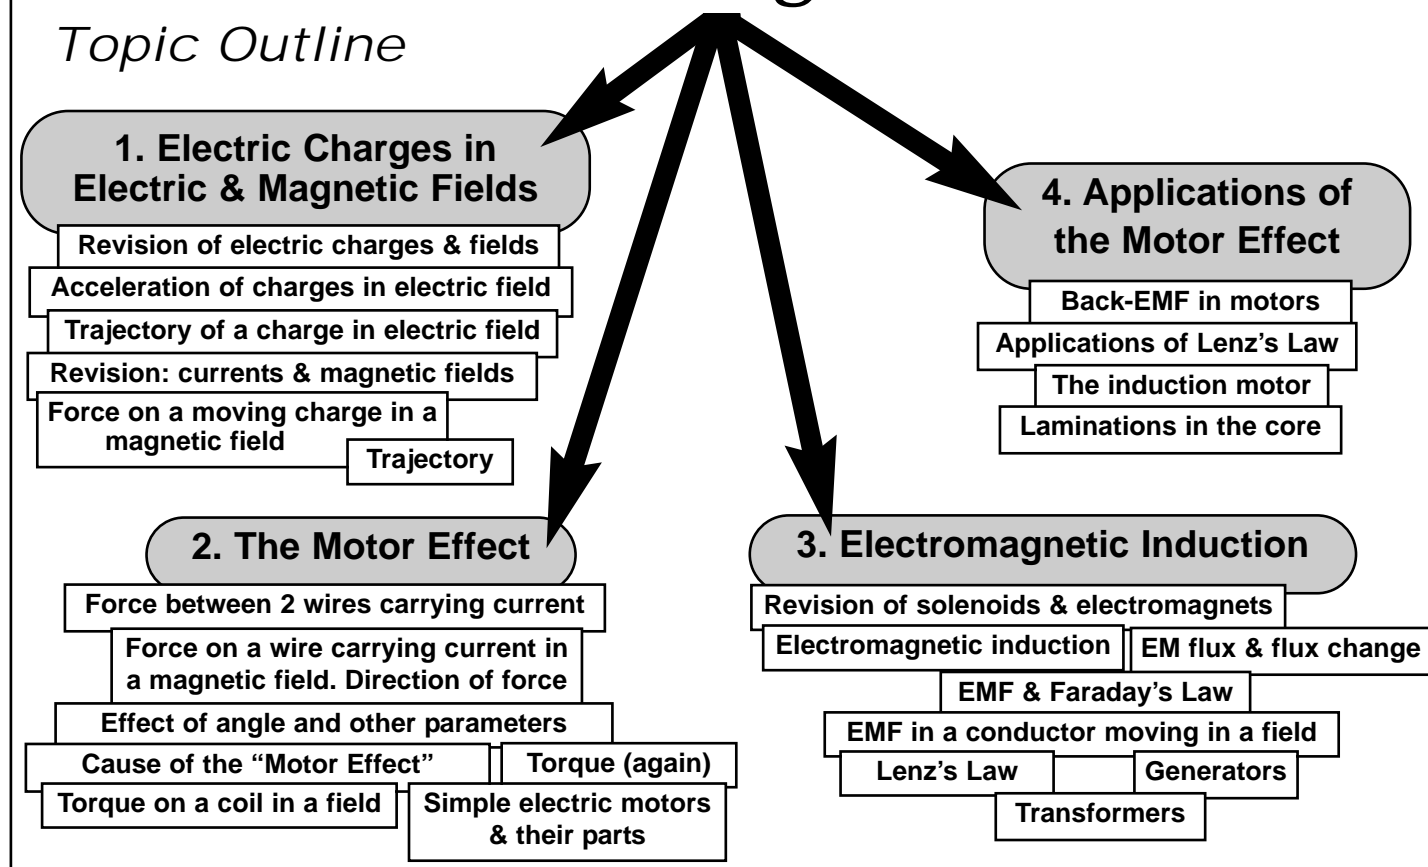 Topic Outline
1. Electric Charges in
Electric & Magnetic Fields
Revision of electric charges & fields
Acceleration of charges in electric field
Trajectory of a charge in electric field
Revision: currents & magnetic fields
Force on a moving charge in a
magnetic field
Trajectory
2. The Motor Effect
Force between 2 wires carrying current
Force on a wire carrying current in
a magnetic field. Direction of force
Effect of angle and other parameters
Cause of the “Motor Effect”
Torque (again)
Torque on a coil in a field
Simple electric motors
& their parts
3. Electromagnetic Induction
Revision of solenoids & electromagnets
Electromagnetic induction
EM flux & flux change
EMF & Faraday’s Law
EMF in a conductor moving in a field
Lenz’s Law
Generators
Transformers
4. Applications of
the Motor Effect
Back-EMF in motors
Applications of Lenz’s Law
The induction motor
Laminations in the core